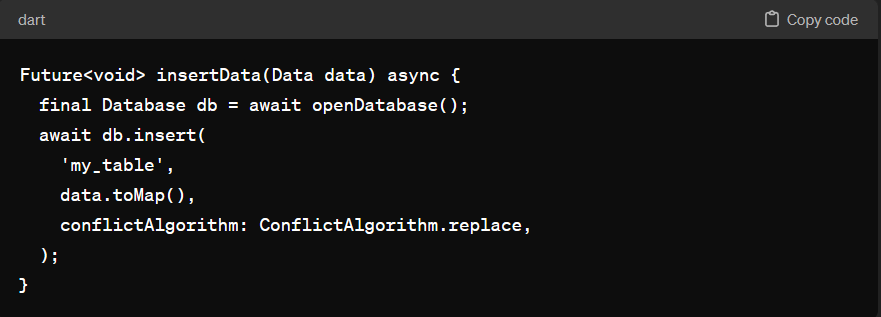 dart
Copy code
Future<void> insertData(Data data) async {
  final Database db = await openDatabase();
  await db.insert(
    'my_table',
    data.toMap(),
    conflictAlgorithm: ConflictAlgorithm.replace,
  );
}